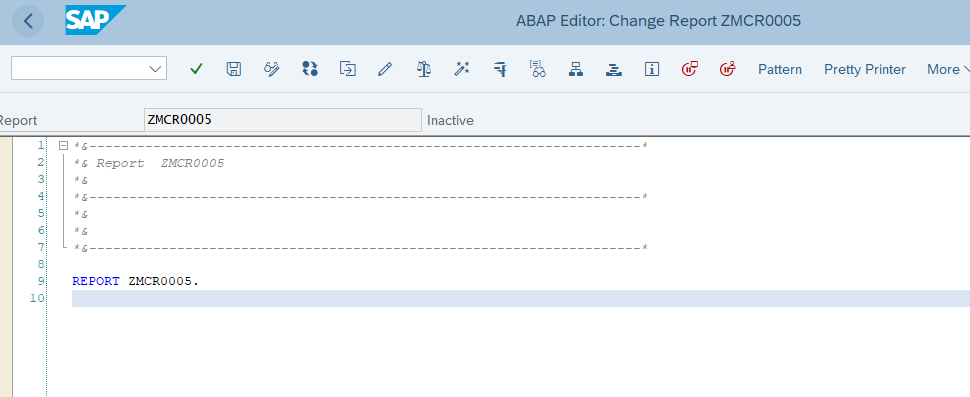 SAP
ABAP Editor: Change Report ZMCR0005
Pattern Pretty Printer More
Report ZMCR0005 Inactive
1 *&---------------------------------------------------------------------*
2 *& Report  ZMCR0005
3 *&
4 *&---------------------------------------------------------------------*
5 *&
6 *&
7 *&---------------------------------------------------------------------*
8
9 REPORT ZMCR0005.
10